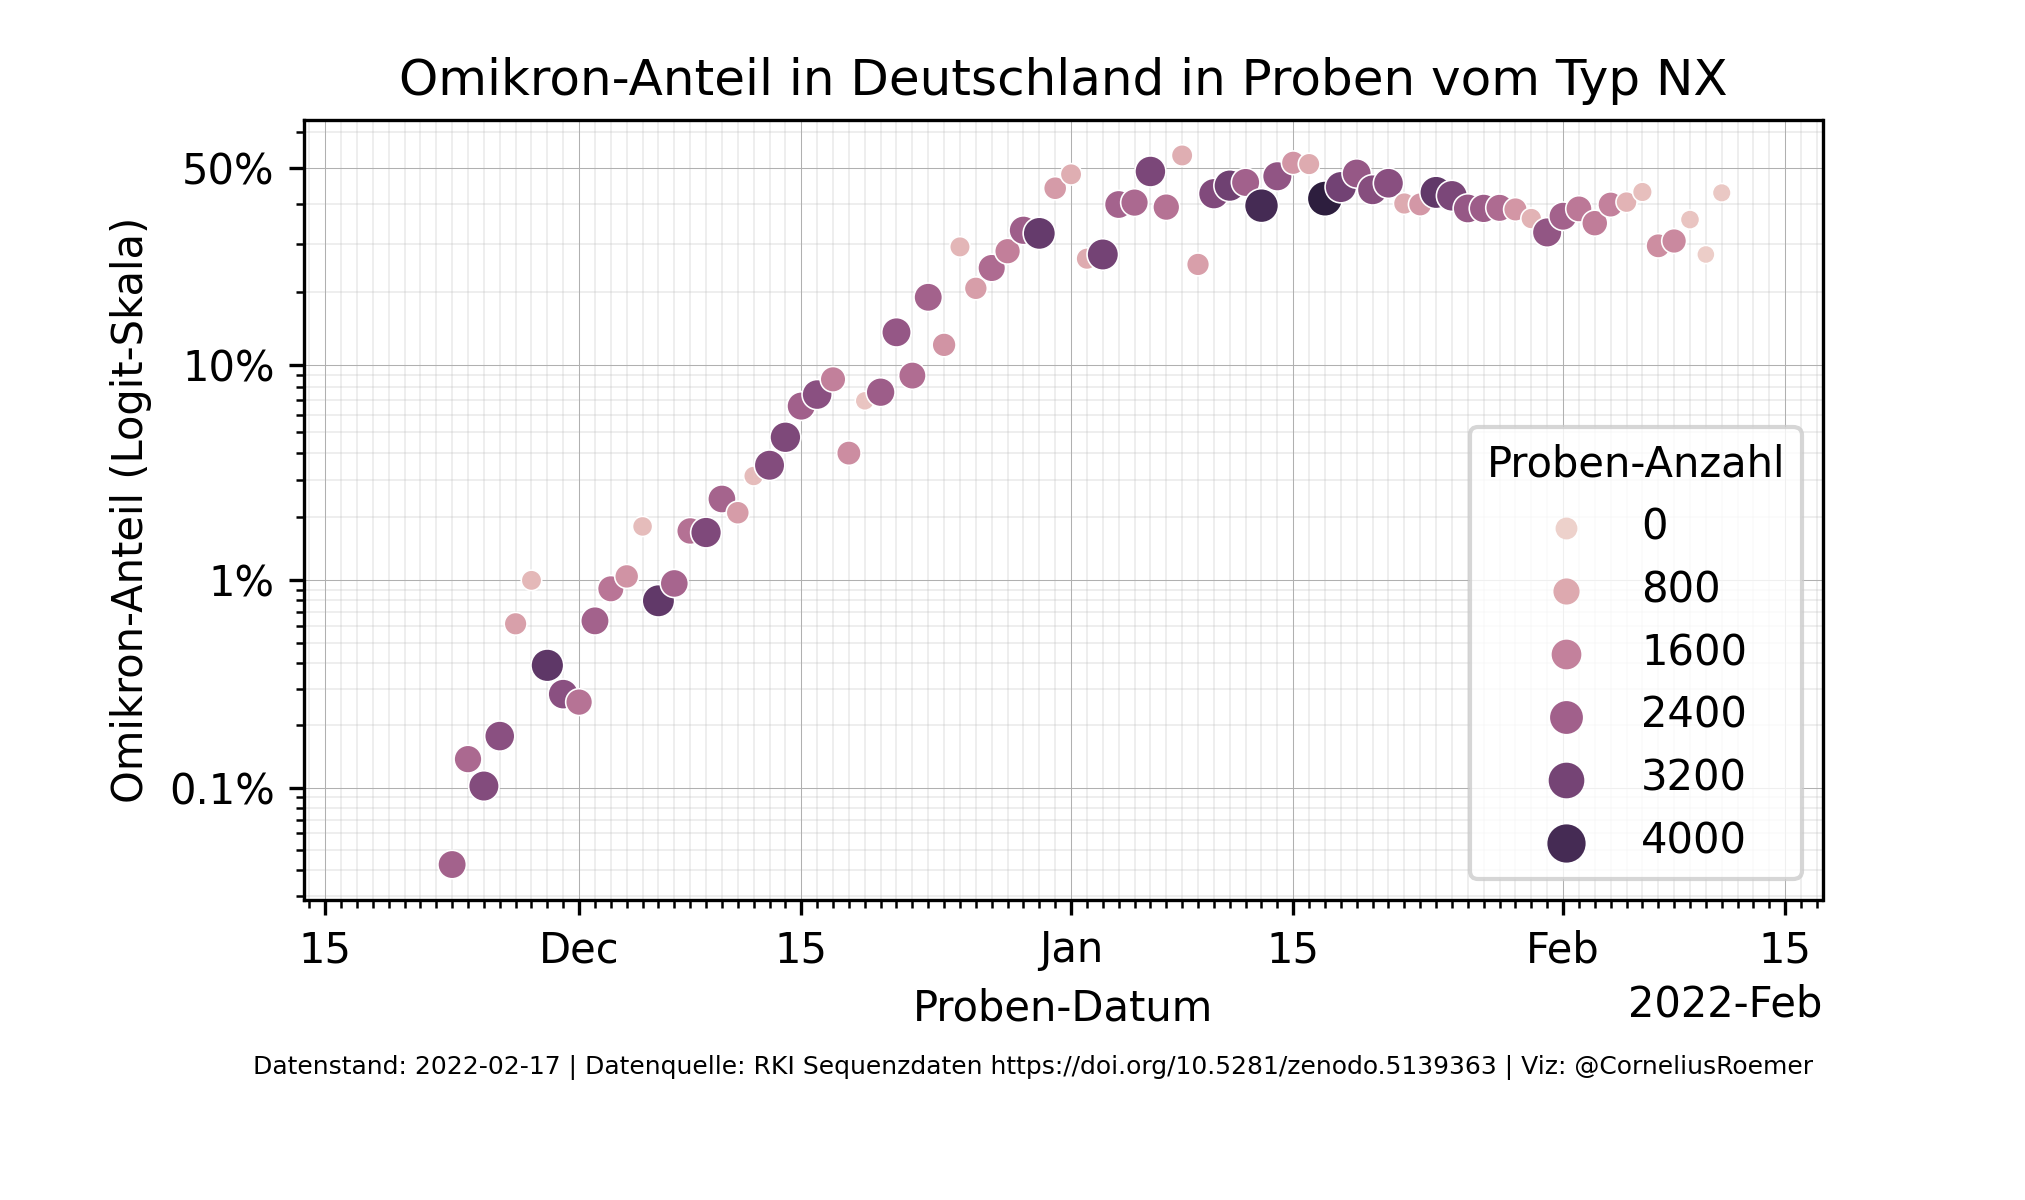 Omikron-Anteil in Deutschland in Proben vom Typ NX
Omikron-Anteil (Logit-Skala)
50%
10%
1%
0.1%
Proben-Anzahl
0
800
1600
2400
3200
4000
15 Dec 15 Jan 15 Feb 15
Proben-Datum
2022-Feb
Datenstand: 2022-02-17 | Datenquelle: RKI Sequenzdaten https://doi.org/10.5281/zenodo.5139363 | Viz: @CorneliusRoemer